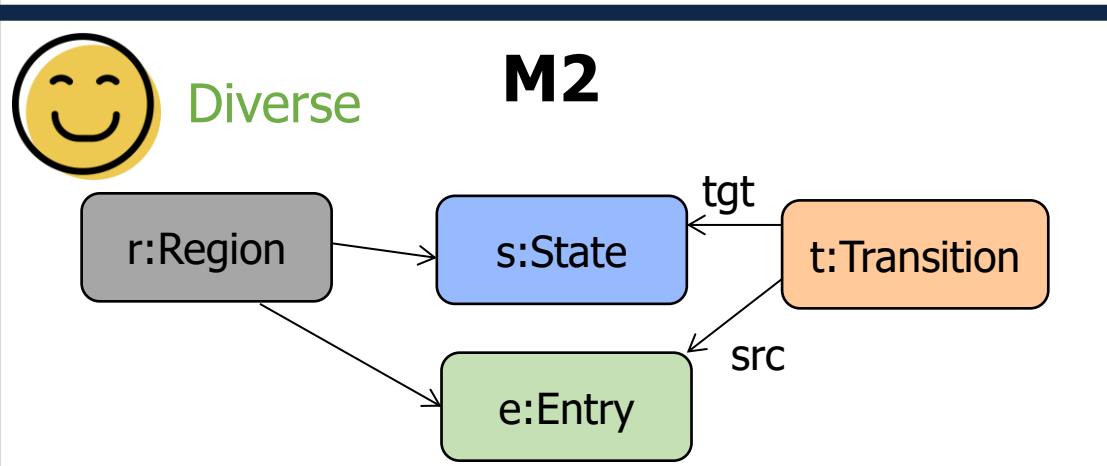 M2
Diverse
tgt
r:Region
s:State
t:Transition
src
e:Entry